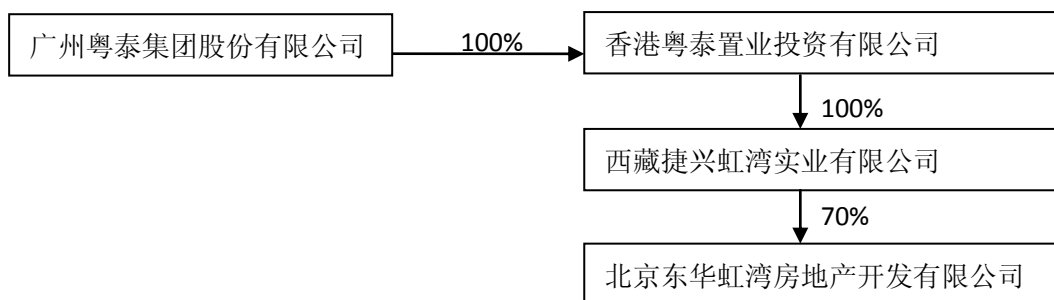 广州粤泰集团股份有限公司
100%
香港粤泰置业投资有限公司
100%
西藏捷兴虹湾实业有限公司
70%
北京东华虹湾房地产开发有限公司